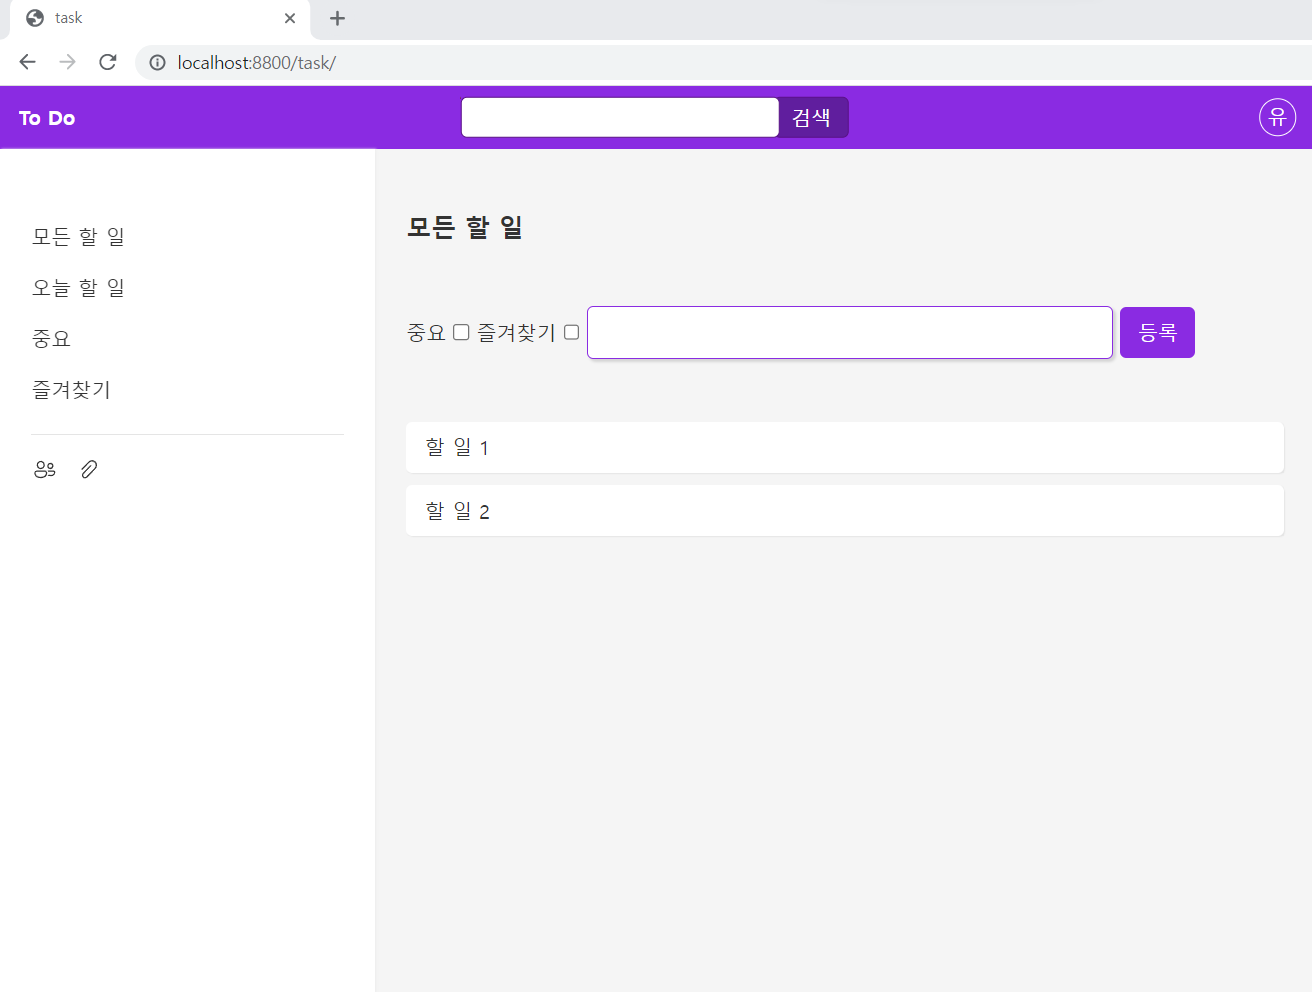 task
localhost:8800/task/
To Do
검색
유
모든 할 일
오늘 할 일
중요
즐겨찾기
모든 할 일
중요 즐겨찾기 등록
할 일 1
할 일 2